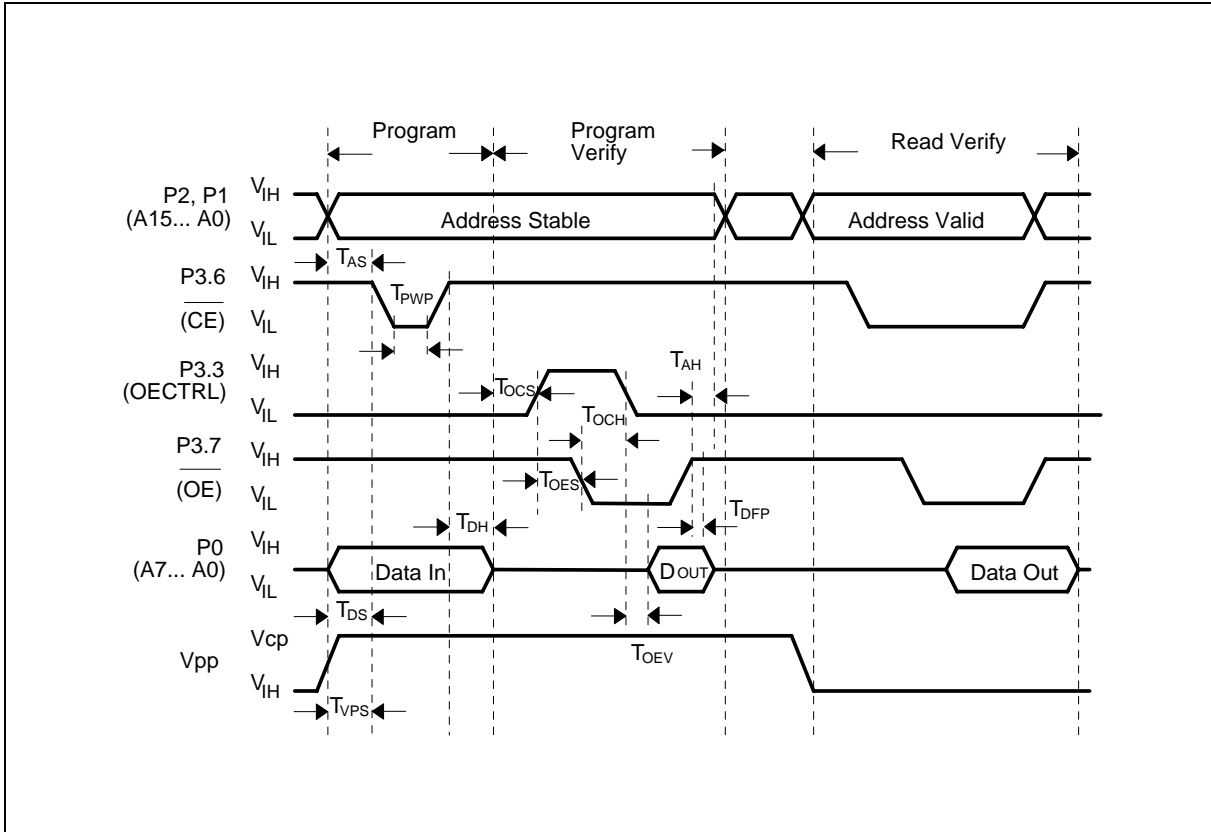 Program
Program
Verify
Read Verify
P2, P1
(A15... A0)
VIH
VIL
Address Stable
Address Valid
TAS
P3.6
(CE)
VIH
VIL
TPWP
P3.3
(OECTRL)
VIH
VIL
TOCS
TAH
TOCH
P3.7
(OE)
VIH
VIL
TOES
TDFP
TDH
P0
(A7... A0)
VIH
VIL
Data In
DOUT
Data Out
TDS
Vpp
Vcp
VIH
TOEV
TVPS